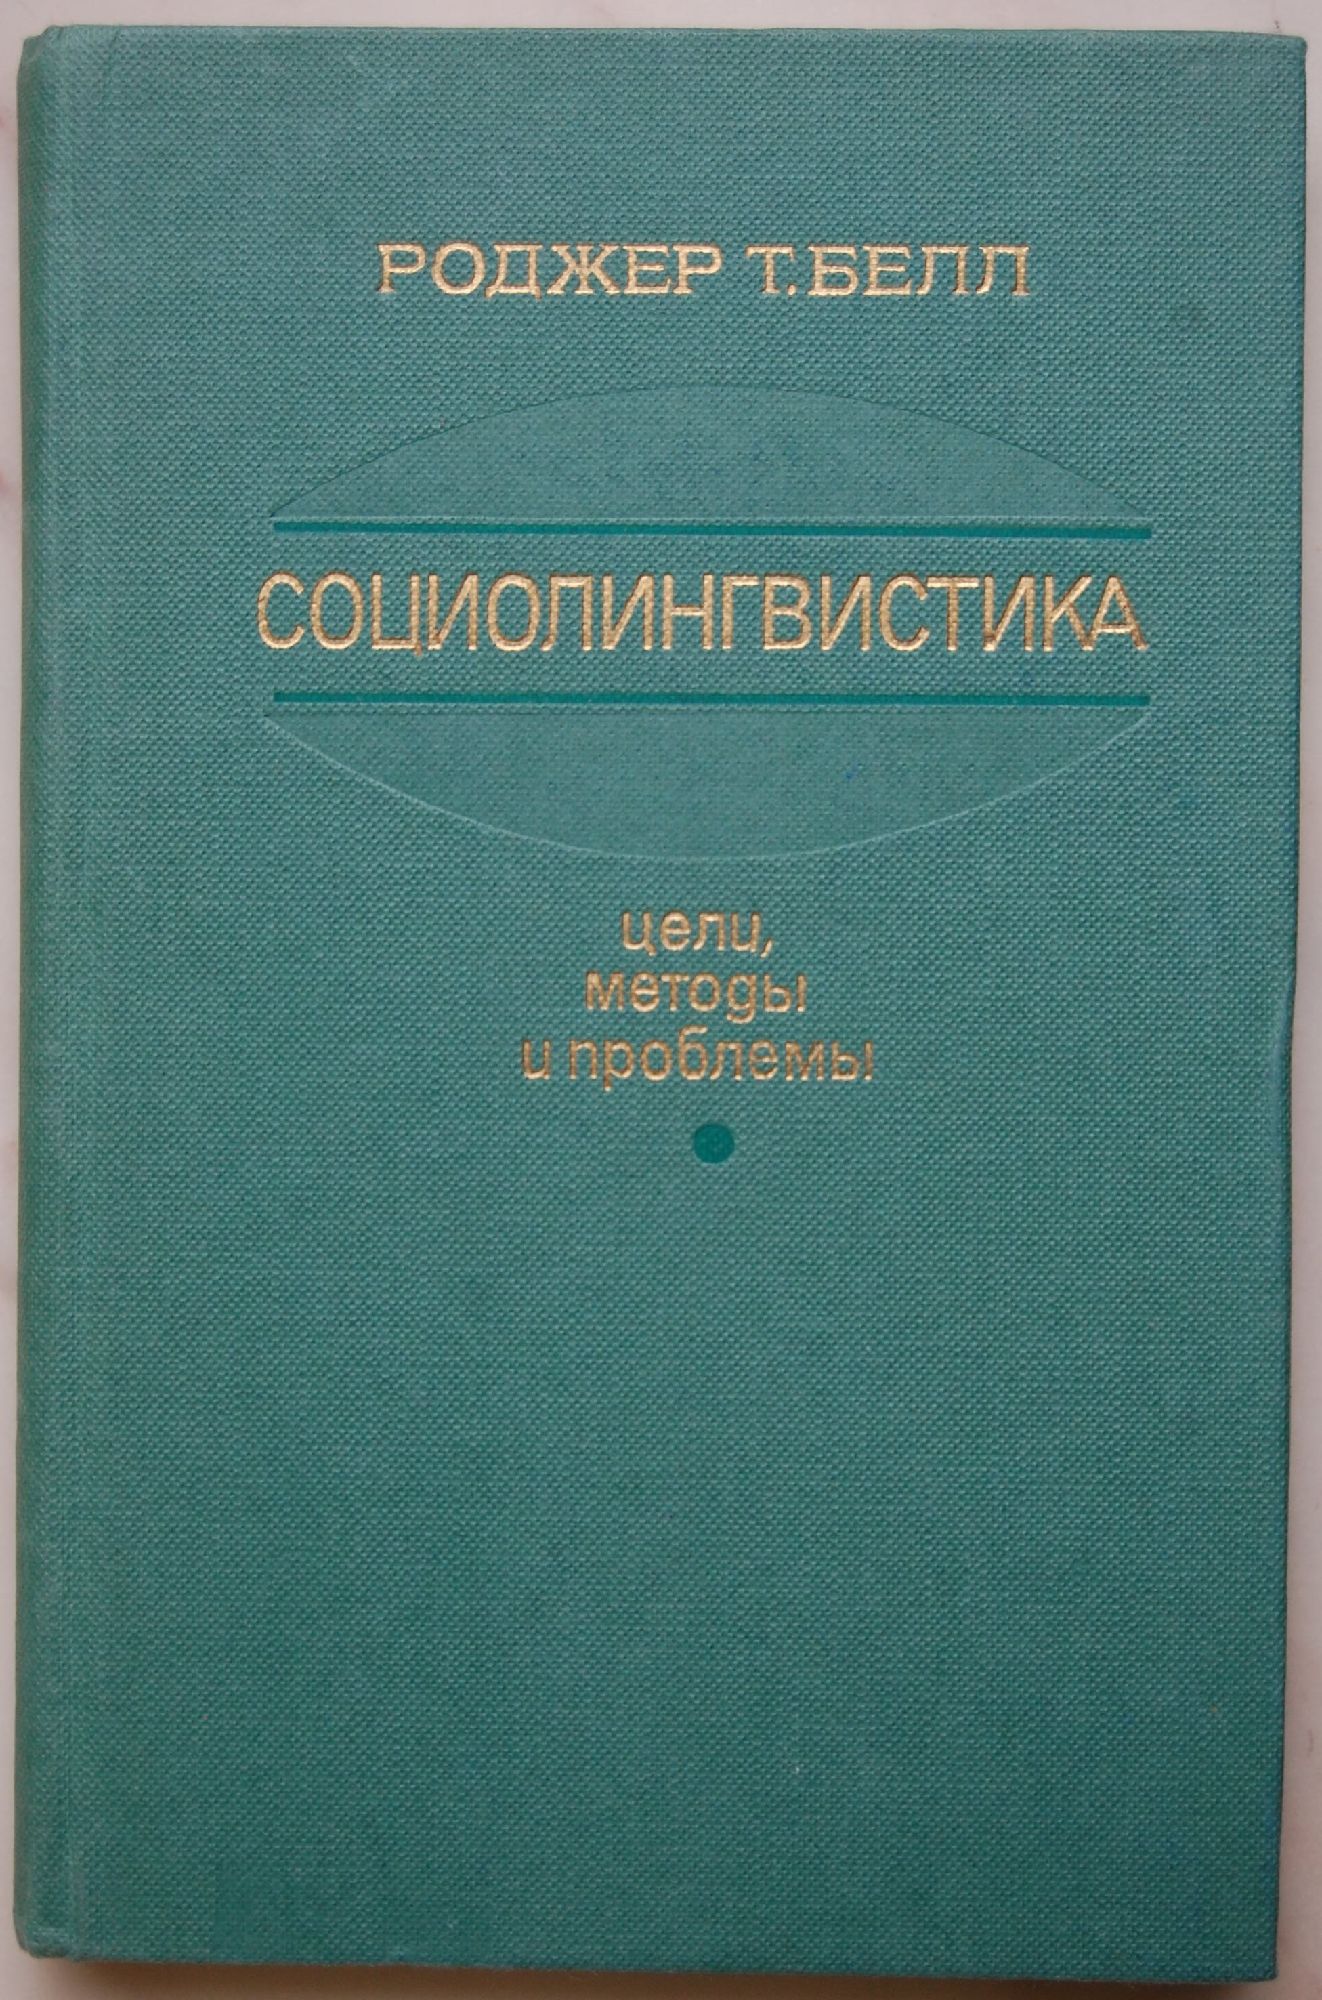 РОДЖЕР Т. БЕЛЛ
СОЦИОЛИНГВИСТИКА
цели,
методы
и проблемы